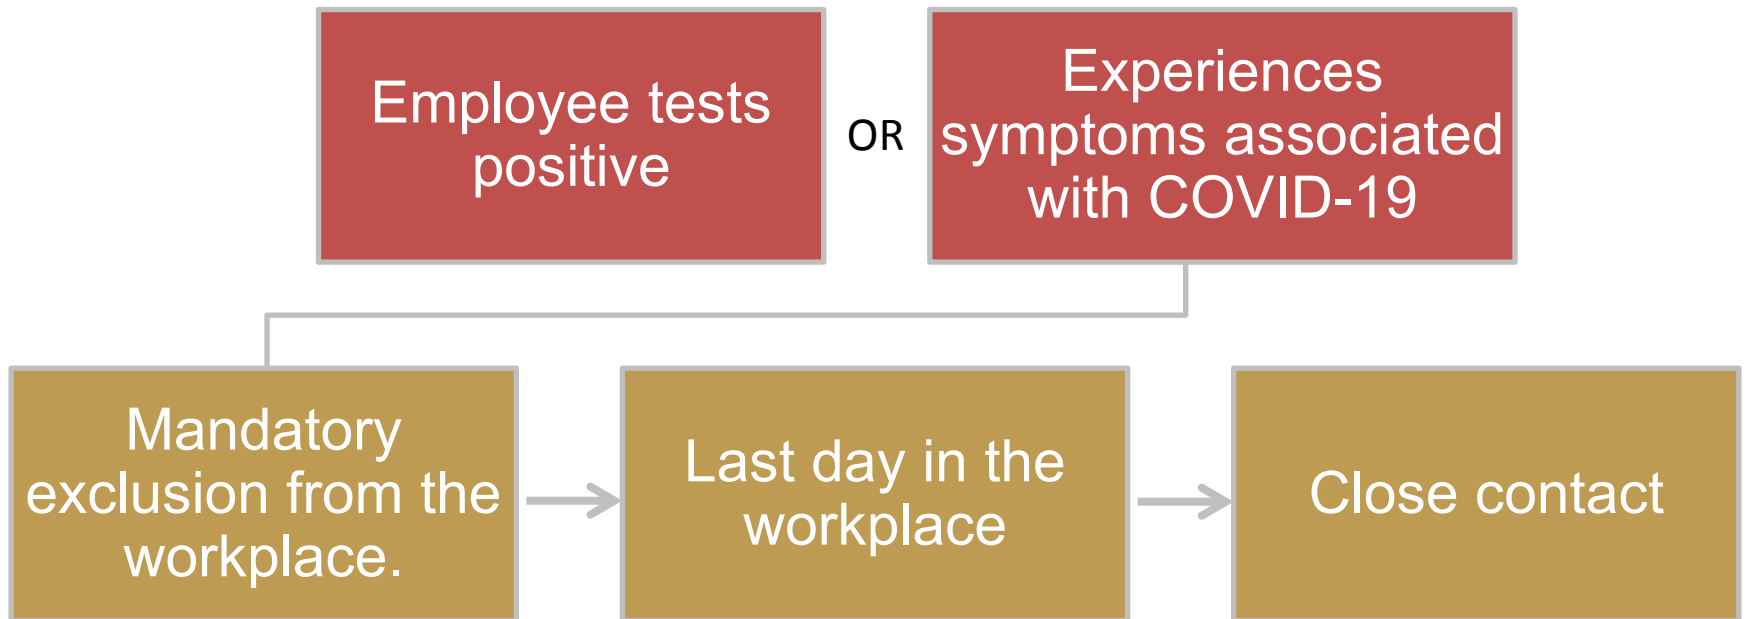 Employee tests
positive
OR
Experiences
symptoms associated
with COVID-19
Mandatory
exclusion from the
workplace.
Last day in the
workplace
Close contact